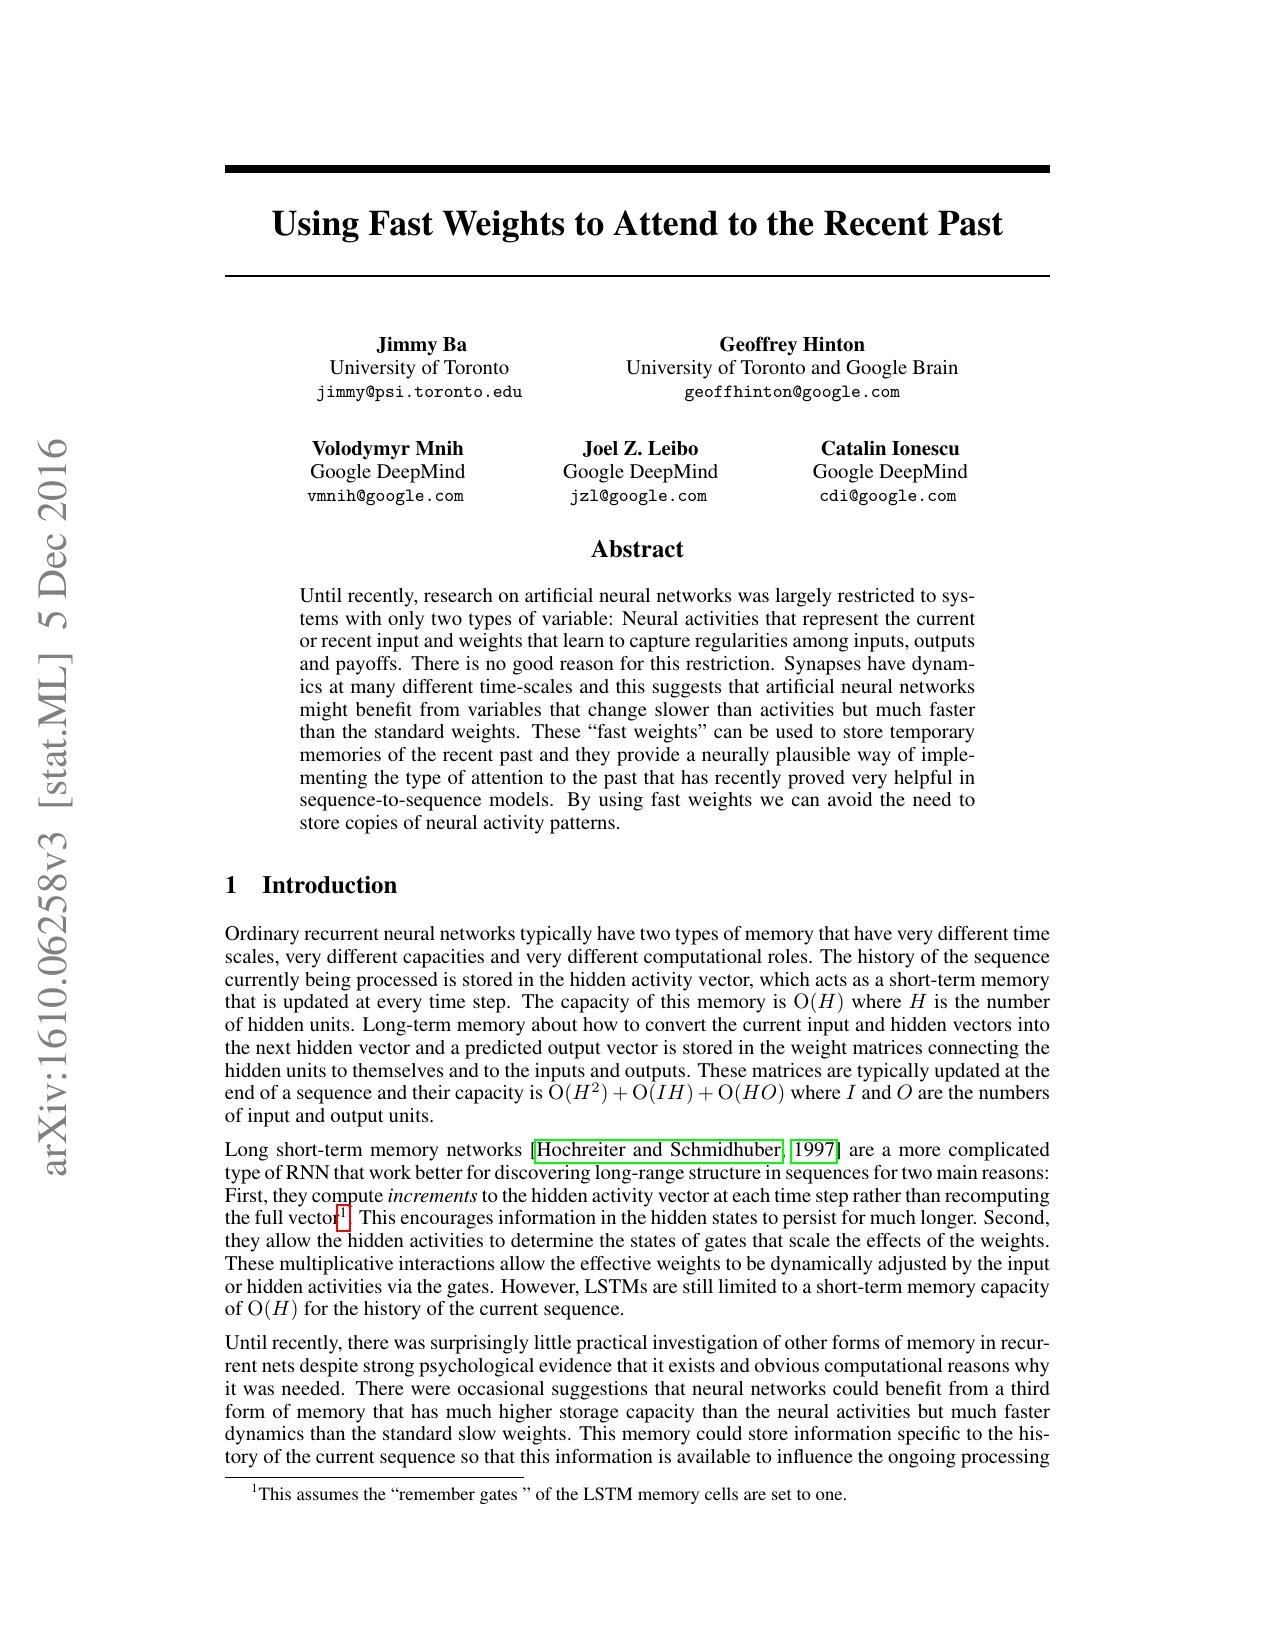 arXiv:1610.06258v3 [stat.ML] 5 Dec 2016
Using Fast Weights to Attend to the Recent Past
Jimmy Ba
University of Toronto
jimmy@psi.toronto.edu
Geoffrey Hinton
University of Toronto and Google Brain
geoffhinton@google.com
Volodymyr Mnih
Google DeepMind
vmnih@google.com
Joel Z. Leibo
Google DeepMind
jzl@google.com
Catalin Ionescu
Google DeepMind
cdi@google.com
Abstract
Until recently, research on artificial neural networks was largely restricted to sys-
tems with only two types of variable: Neural activities that represent the current
or recent input and weights that learn to capture regularities among inputs, outputs
and payoffs. There is no good reason for this restriction. Synapses have dynam-
ics at many different time-scales and this suggests that artificial neural networks
might benefit from variables that change slower than activities but much faster
than the standard weights. These “fast weights” can be used to store temporary
memories of the recent past and they provide a neurally plausible way of imple-
menting the type of attention to the past that has recently proved very helpful in
sequence-to-sequence models. By using fast weights we can avoid the need to
store copies of neural activity patterns.
1 Introduction
Ordinary recurrent neural networks typically have two types of memory that have very different time
scales, very different capacities and very different computational roles. The history of the sequence
currently being processed is stored in the hidden activity vector, which acts as a short-term memory
that is updated at every time step. The capacity of this memory is O(H) where H is the number
of hidden units. Long-term memory about how to convert the current input and hidden vectors into
the next hidden vector and a predicted output vector is stored in the weight matrices connecting the
hidden units to themselves and to the inputs and outputs. These matrices are typically updated at the
end of a sequence and their capacity is O(H²) + O(IH) + O(HO) where I and O are the numbers
of input and output units.
Long short-term memory networks [Hochreiter and Schmidhuber, 1997] are a more complicated
type of RNN that work better for discovering long-range structure in sequences for two main reasons:
First, they compute increments to the hidden activity vector at each time step rather than recomputing
the full vector¹. This encourages information in the hidden states to persist for much longer. Second,
they allow the hidden activities to determine the states of gates that scale the effects of the weights.
These multiplicative interactions allow the effective weights to be dynamically adjusted by the input
or hidden activities via the gates. However, LSTMs are still limited to a short-term memory capacity
of O(H) for the history of the current sequence.
Until recently, there was surprisingly little practical investigation of other forms of memory in recur-
rent nets despite strong psychological evidence that it exists and obvious computational reasons why
it was needed. There were occasional suggestions that neural networks could benefit from a third
form of memory that has much higher storage capacity than the neural activities but much faster
dynamics than the standard slow weights. This memory could store information specific to the his-
tory of the current sequence so that this information is available to influence the ongoing processing
¹This assumes the “remember gates ” of the LSTM memory cells are set to one.